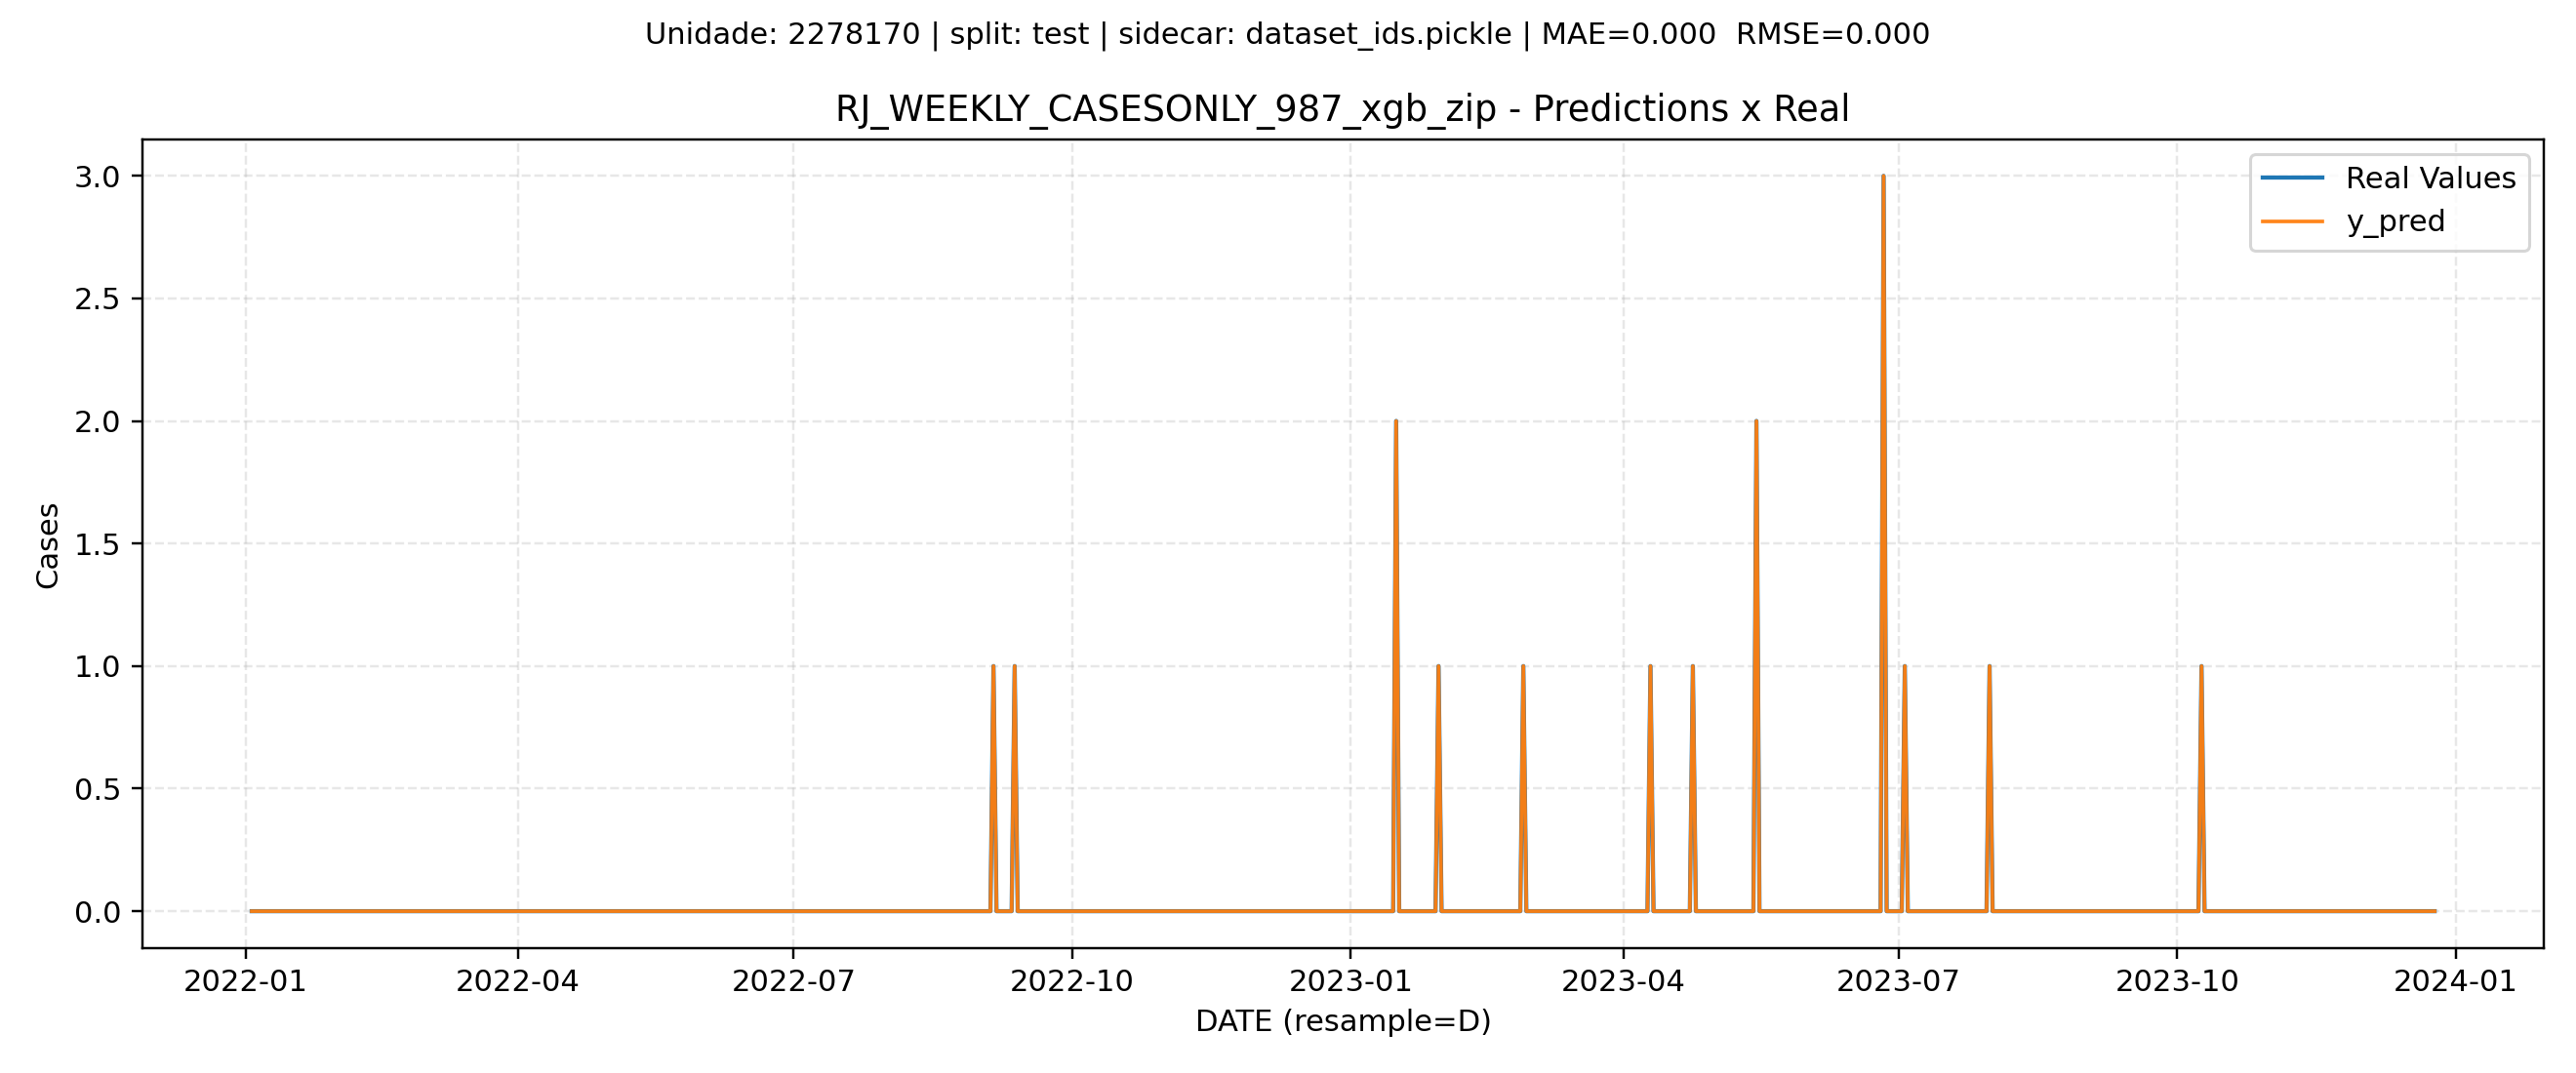 Unidade: 2278170 | split: test | sidecar: dataset_ids.pickle | MAE=0.000  RMSE=0.000
RJ_WEEKLY_CASESONLY_987_xgb_zip - Predictions x Real
Real Values
y_pred
Cases
3.0
2.5
2.0
1.5
1.0
0.5
0.0
2022-01 2022-04 2022-07 2022-10 2023-01 2023-04 2023-07 2023-10 2024-01
DATE (resample=D)